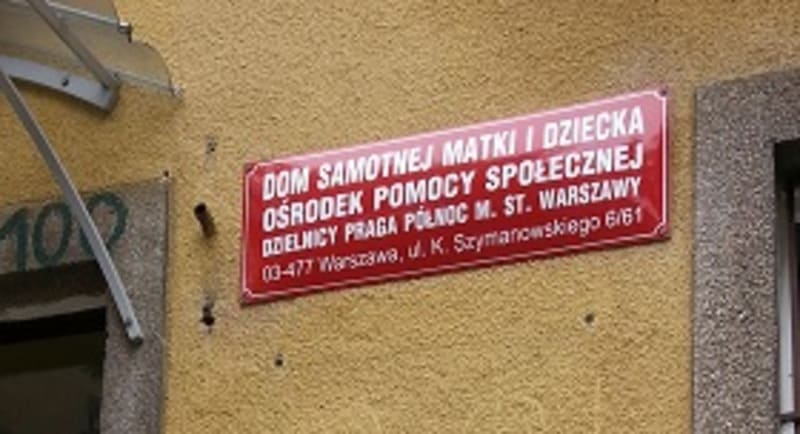 100
DOM SAMOTNEJ MATKI I DZIECKA
OŚRODEK POMOCY SPOŁECZNEJ
DZIELNICY PRAGA PÓŁNOC M. ST. WARSZAWY
03-477 Warszawa, ul. K. Szymanowskiego 6/61